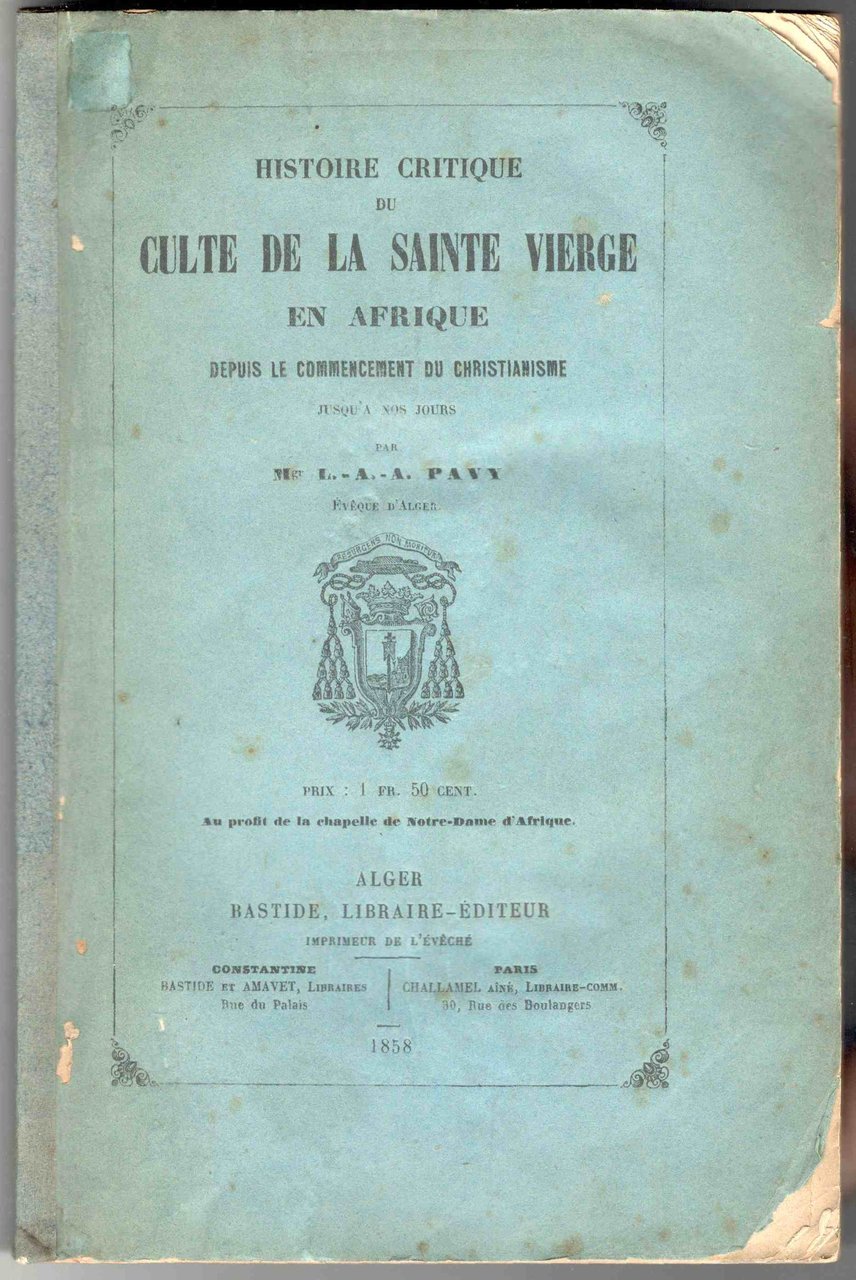 HISTOIRE CRITIQUE
DU
CULTE DE LA SAINTE VIERGE
EN AFRIQUE
DEPUIS LE COMMENCEMENT DU CHRISTIANISME
JUSQU'A NOS JOURS
PAR
Mgr L.-A.-A. PAVY
ÉVÊQUE D'ALGER.
RESURGENS NON MORITUR
PRIX : 1 FR. 50 CENT.
Au profit de la chapelle de Notre-Dame d'Afrique.
ALGER
BASTIDE, LIBRAIRE-ÉDITEUR
IMPRIMEUR DE L'ÉVÊCHÉ
CONSTANTINE
BASTIDE ET AMAVET, LIBRAIRES
Rue du Palais
PARIS
CHALLAMEL AÎNÉ, LIBRAIRE-COMM.
30, Rue des Boulangers
1858